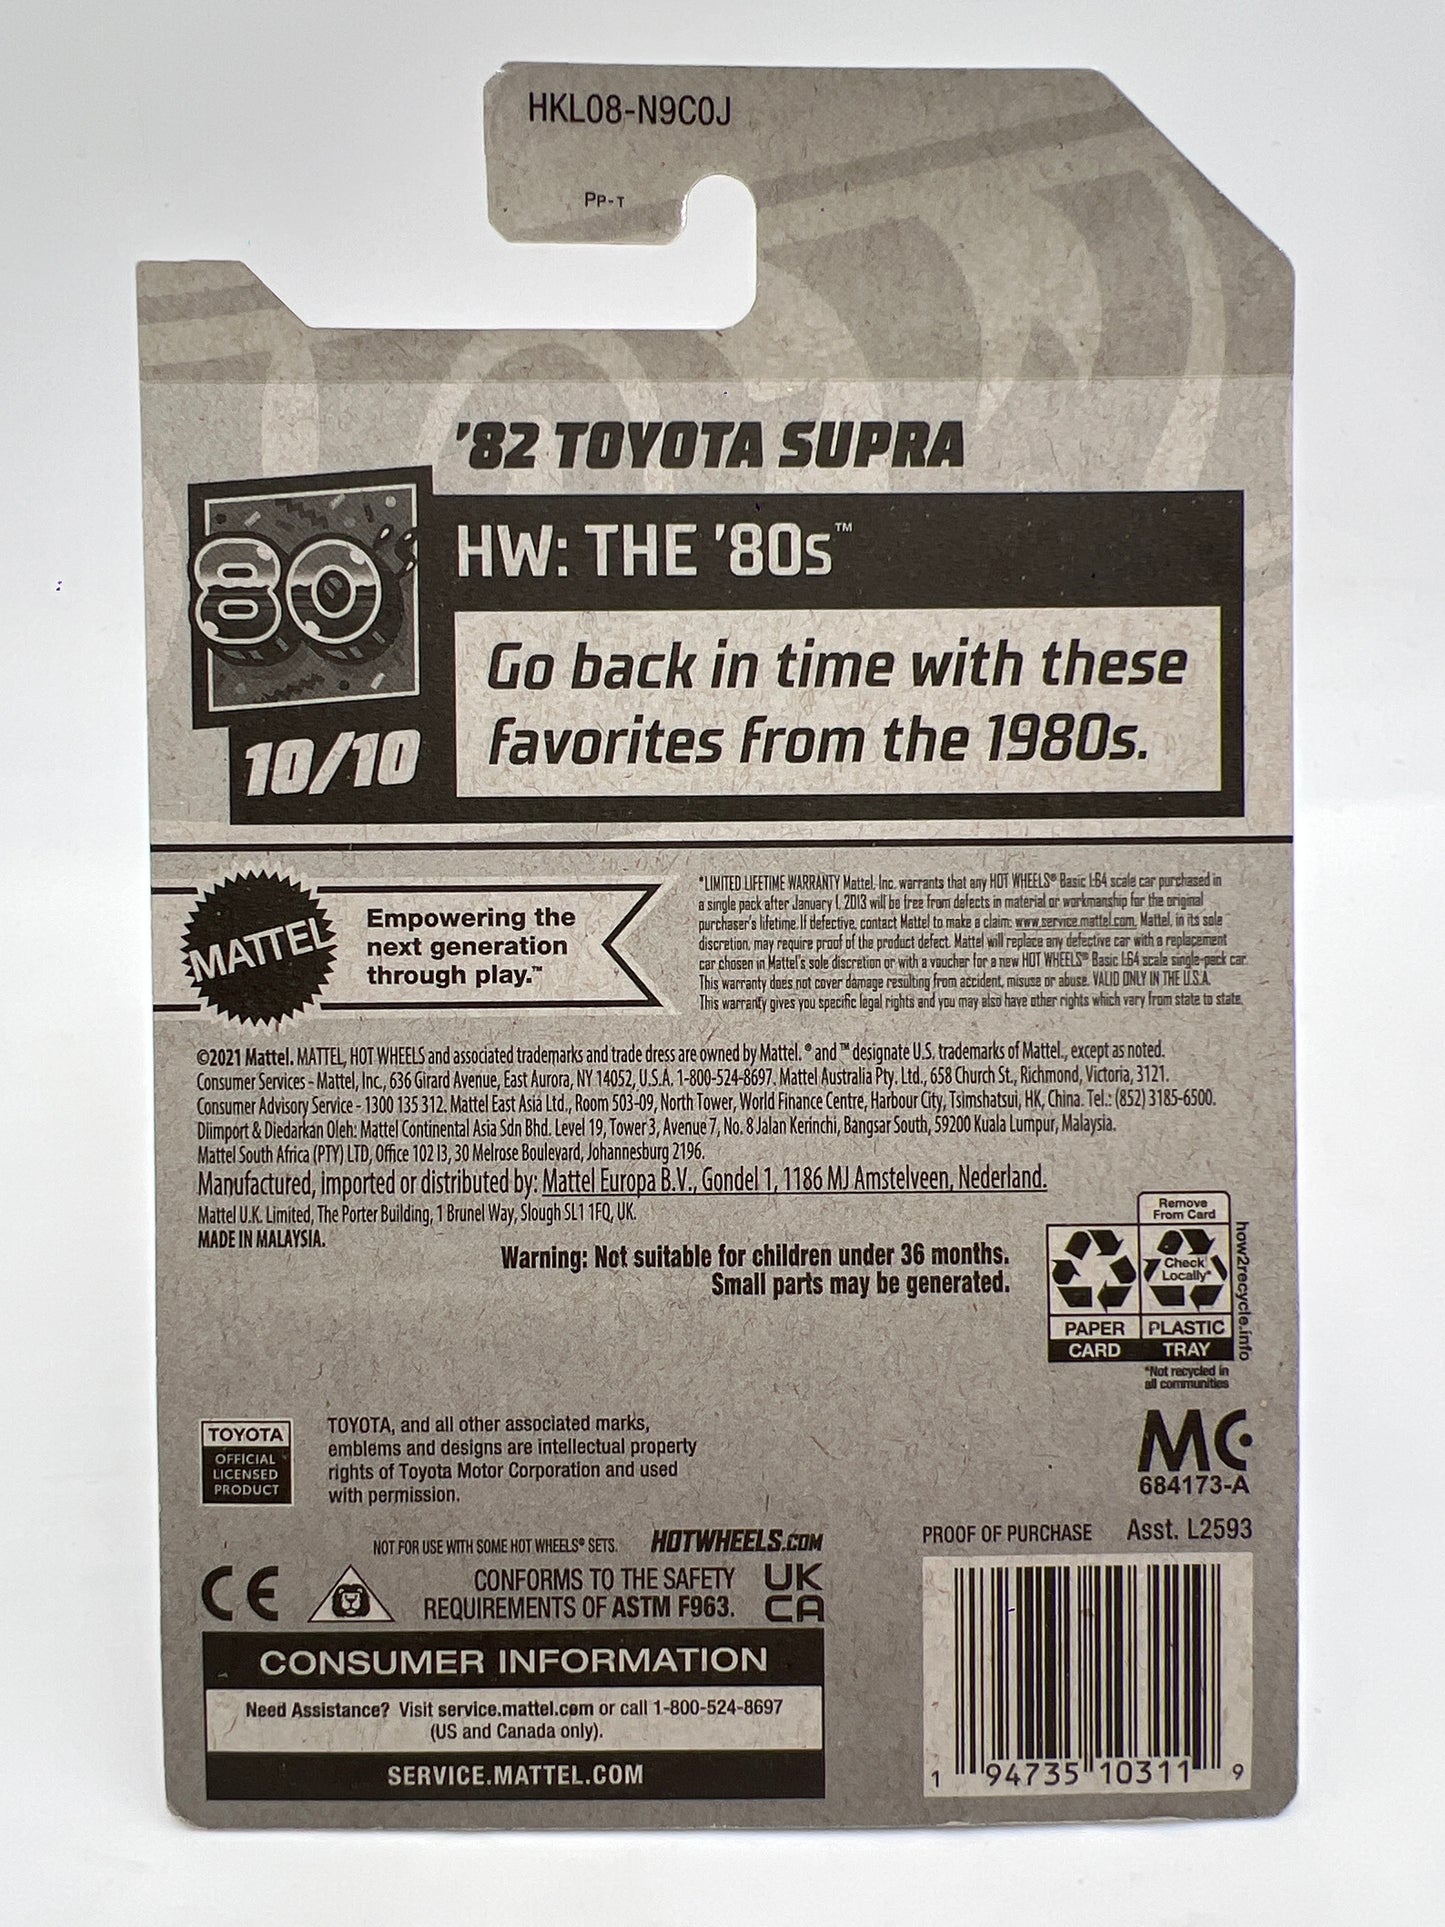 HKL08-N9C0J
PP-T
'82 TOYOTA SUPRA
80's
HW: THE '80s™
Go back in time with these
favorites from the 1980s.
10/10
MATTEL
Empowering the
next generation
through play.™
*LIMITED LIFETIME WARRANTY Mattel, Inc. warrants that any HOT WHEELS® Basic 1:64 scale car purchased in
a single pack after January 1, 2013 will be free from defects in material or workmanship for the original
purchaser's lifetime. If defective, contact Mattel to make a claim: www.service.mattel.com. Mattel, in its sole
discretion, may require proof of the product defect. Mattel will replace any defective car with a replacement
car chosen in Mattel's sole discretion or with a voucher for a new HOT WHEELS® Basic 1:64 scale single-pack car.
This warranty does not cover damage resulting from accident, misuse or abuse. VALID ONLY IN THE U.S.A.
This warranty gives you specific legal rights and you may also have other rights which vary from state to state.
©2021 Mattel. MATTEL, HOT WHEELS and associated trademarks and trade dress are owned by Mattel. ® and ™ designate U.S. trademarks of Mattel., except as noted.
Consumer Services - Mattel, Inc., 636 Girard Avenue, East Aurora, NY 14052, U.S.A. 1-800-524-8697. Mattel Australia Pty. Ltd., 658 Church St., Richmond, Victoria, 3121.
Consumer Advisory Service - 1300 135 312. Mattel East Asia Ltd., Room 503-09, North Tower, World Finance Centre, Harbour City, Tsimshatsui, HK, China. Tel.: (852) 3185-6500.
Diimport & Diedarkan Oleh: Mattel Continental Asia Sdn Bhd. Level 19, Tower 3, Avenue 7, No. 8 Jalan Kerinchi, Bangsar South, 59200 Kuala Lumpur, Malaysia.
Mattel South Africa (PTY) LTD, Office 102 I3, 30 Melrose Boulevard, Johannesburg 2196.
Manufactured, imported or distributed by: Mattel Europa B.V., Gondel 1, 1186 MJ Amstelveen, Nederland.
Mattel U.K. Limited, The Porter Building, 1 Brunel Way, Slough SL1 1FQ, UK.
MADE IN MALAYSIA.
Warning: Not suitable for children under 36 months.
Small parts may be generated.
Remove
From Card
Check
Locally*
PAPER
PLASTIC
CARD
TRAY
how2recycle.info
*Not recycled in
all communities
TOYOTA
OFFICIAL
LICENSED
PRODUCT
TOYOTA, and all other associated marks,
emblems and designs are intellectual property
rights of Toyota Motor Corporation and used
with permission.
MC
684173-A
NOT FOR USE WITH SOME HOT WHEELS® SETS.
HOTWHEELS.COM
PROOF OF PURCHASE
Asst. L2593
CE
CONFORMS TO THE SAFETY
REQUIREMENTS OF ASTM F963.
UK
CA
CONSUMER INFORMATION
Need Assistance? Visit service.mattel.com or call 1-800-524-8697
(US and Canada only).
SERVICE.MATTEL.COM
1 94735 10311 9